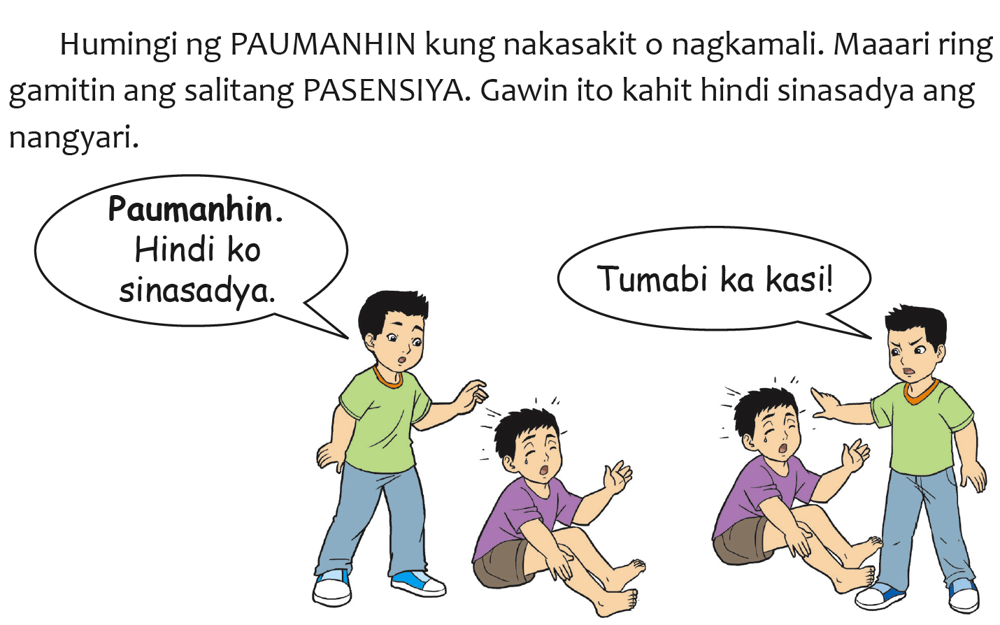 Humingi ng PAUMANHIN kung nakasakit o nagkamali. Maaari ring
gamitin ang salitang PASENSIYA. Gawin ito kahit hindi sinasadya ang
nangyari.
Paumanhin.
Hindi ko
sinasadya.
Tumabi ka kasi!